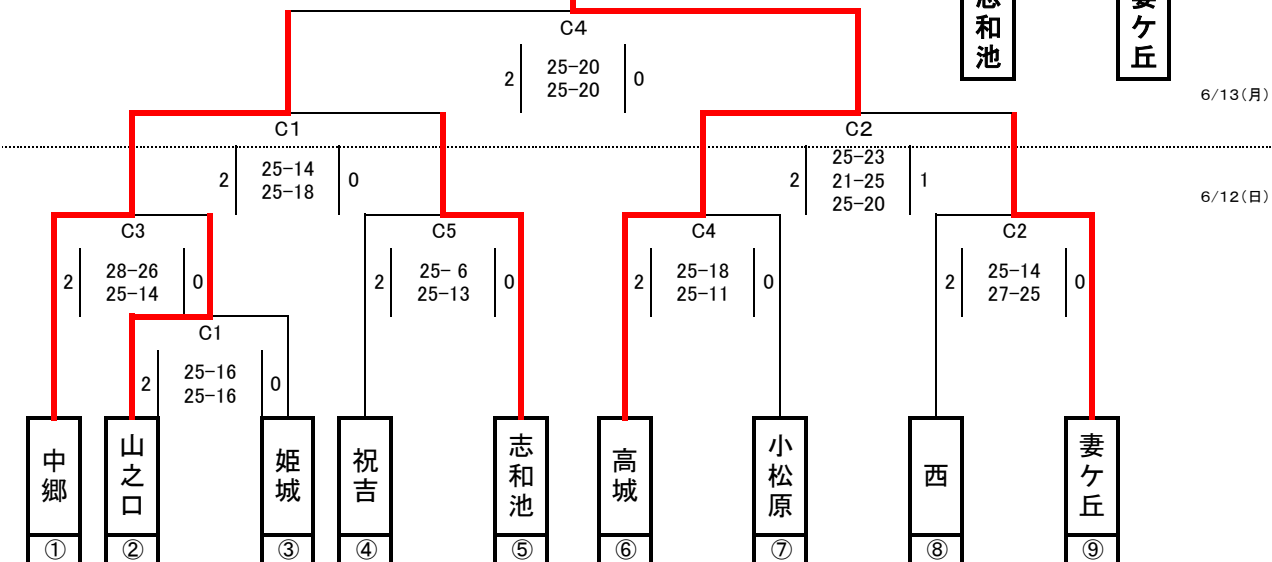 志和池
妻ケ丘
C4
2 25-20 0
25-20
6/13(月)
C1
C2
2 25-14 0
25-18
25-23
2 21-25 1
25-20
6/12(日)
C3
C5
C4
C2
2 28-26 0
25-14
2 25- 6 0
25-13
2 25-18 0
25-11
2 25-14 0
27-25
C1
2 25-16 0
25-16
中郷
山之口
姫城
祝吉
志和池
高城
小松原
西
妻ケ丘
① ② ③ ④ ⑤ ⑥ ⑦ ⑧ ⑨